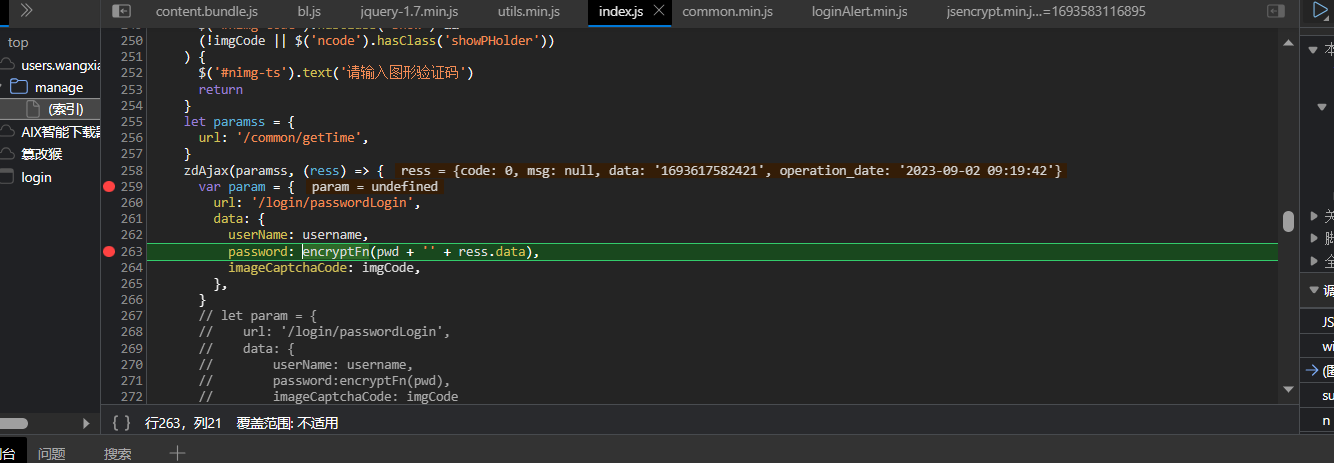 content.bundle.js bl.js jquery-1.7.min.js utils.min.js index.js common.min.js loginAlert.min.js jsencrypt.min.j...=1693583116895
top
users.wangxia
manage
(索引)
AIX智能下载器
篡改猴
login
250 (!imgCode || $('ncode').hasClass('showPHolder'))
251 ) {
252 $('#nimg-ts').text('请输入图形验证码')
253 return
254 }
255 let paramss = {
256 url: '/common/getTime',
257 }
258 zdAjax(paramss, (ress) => { ress = {code: 0, msg: null, data: '1693617582421', operation_date: '2023-09-02 09:19:42'}
259 var param = { param = undefined
260 url: '/login/passwordLogin',
261 data: {
262 userName: username,
263 password: encryptFn(pwd + '' + ress.data),
264 imageCaptchaCode: imgCode,
265 },
266 }
267 // let param = {
268 // url: '/login/passwordLogin',
269 // data: {
270 // userName: username,
271 // password:encryptFn(pwd),
272 // imageCaptchaCode: imgCode
{ } 行263，列21 覆盖范围: 不适用
制台 问题 搜索
本
关
脚
全
调
JS
wi
(匿
su
n